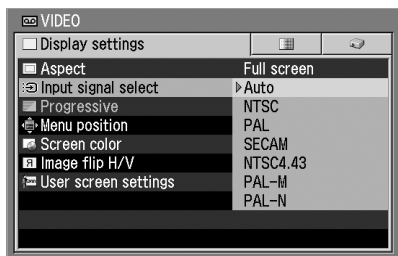 VIDEO
Display settings
Aspect Full screen
Input signal select Auto
Progressive NTSC
Menu position PAL
Screen color SECAM
Image flip H/V NTSC4.43
User screen settings PAL-M
PAL-N